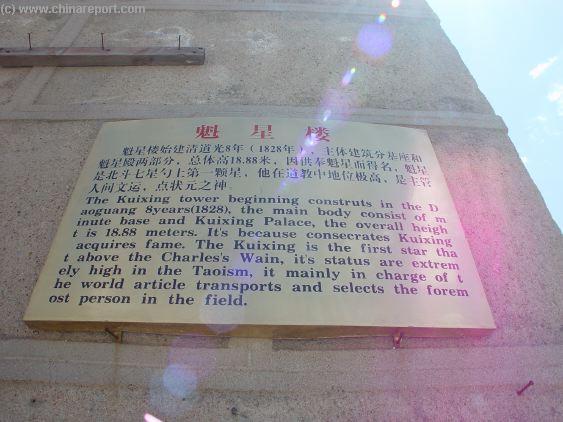 (c) www.chinareport.com
魁星楼
魁星楼始建清道光8年（1828年），主体建筑分基座和
魁星殿两部分，总体高18.88米，因供奉魁星而得名，魁星
是北斗七星勺上第一颗星，他在道教中地位极高，是主管
人间文运，点状元之神
The Kuixing tower beginning construts in the D
aoguang 8years(1828), the main body consist of m
inute base and Kuixing Palace, the overall heigh
t is 18.88 meters. It's because consecrates Kuixing
acquires fame. The Kuixing is the first star tha
t above the Charles's Wain, it's status are extrem
ely high in the Taoism, it mainly in charge of t
he world article transports and selects the forem
ost person in the field.